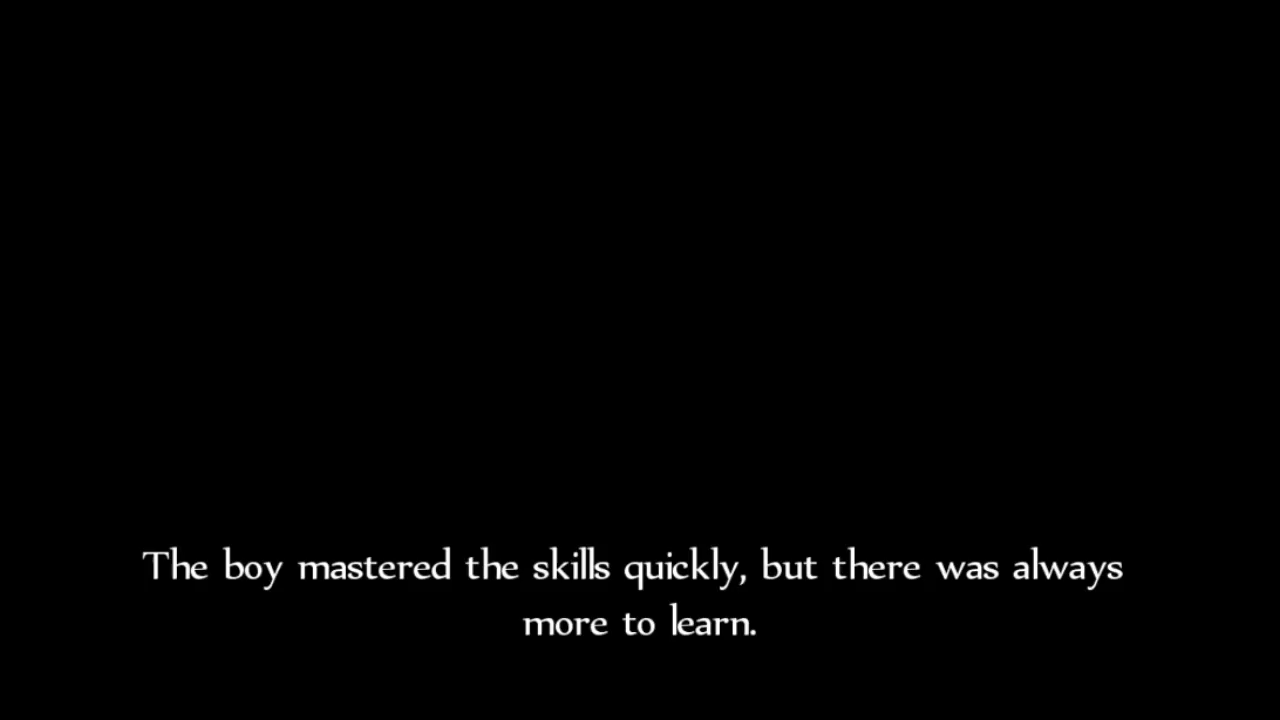 The boy mastered the skills quickly, but there was always
more to learn.